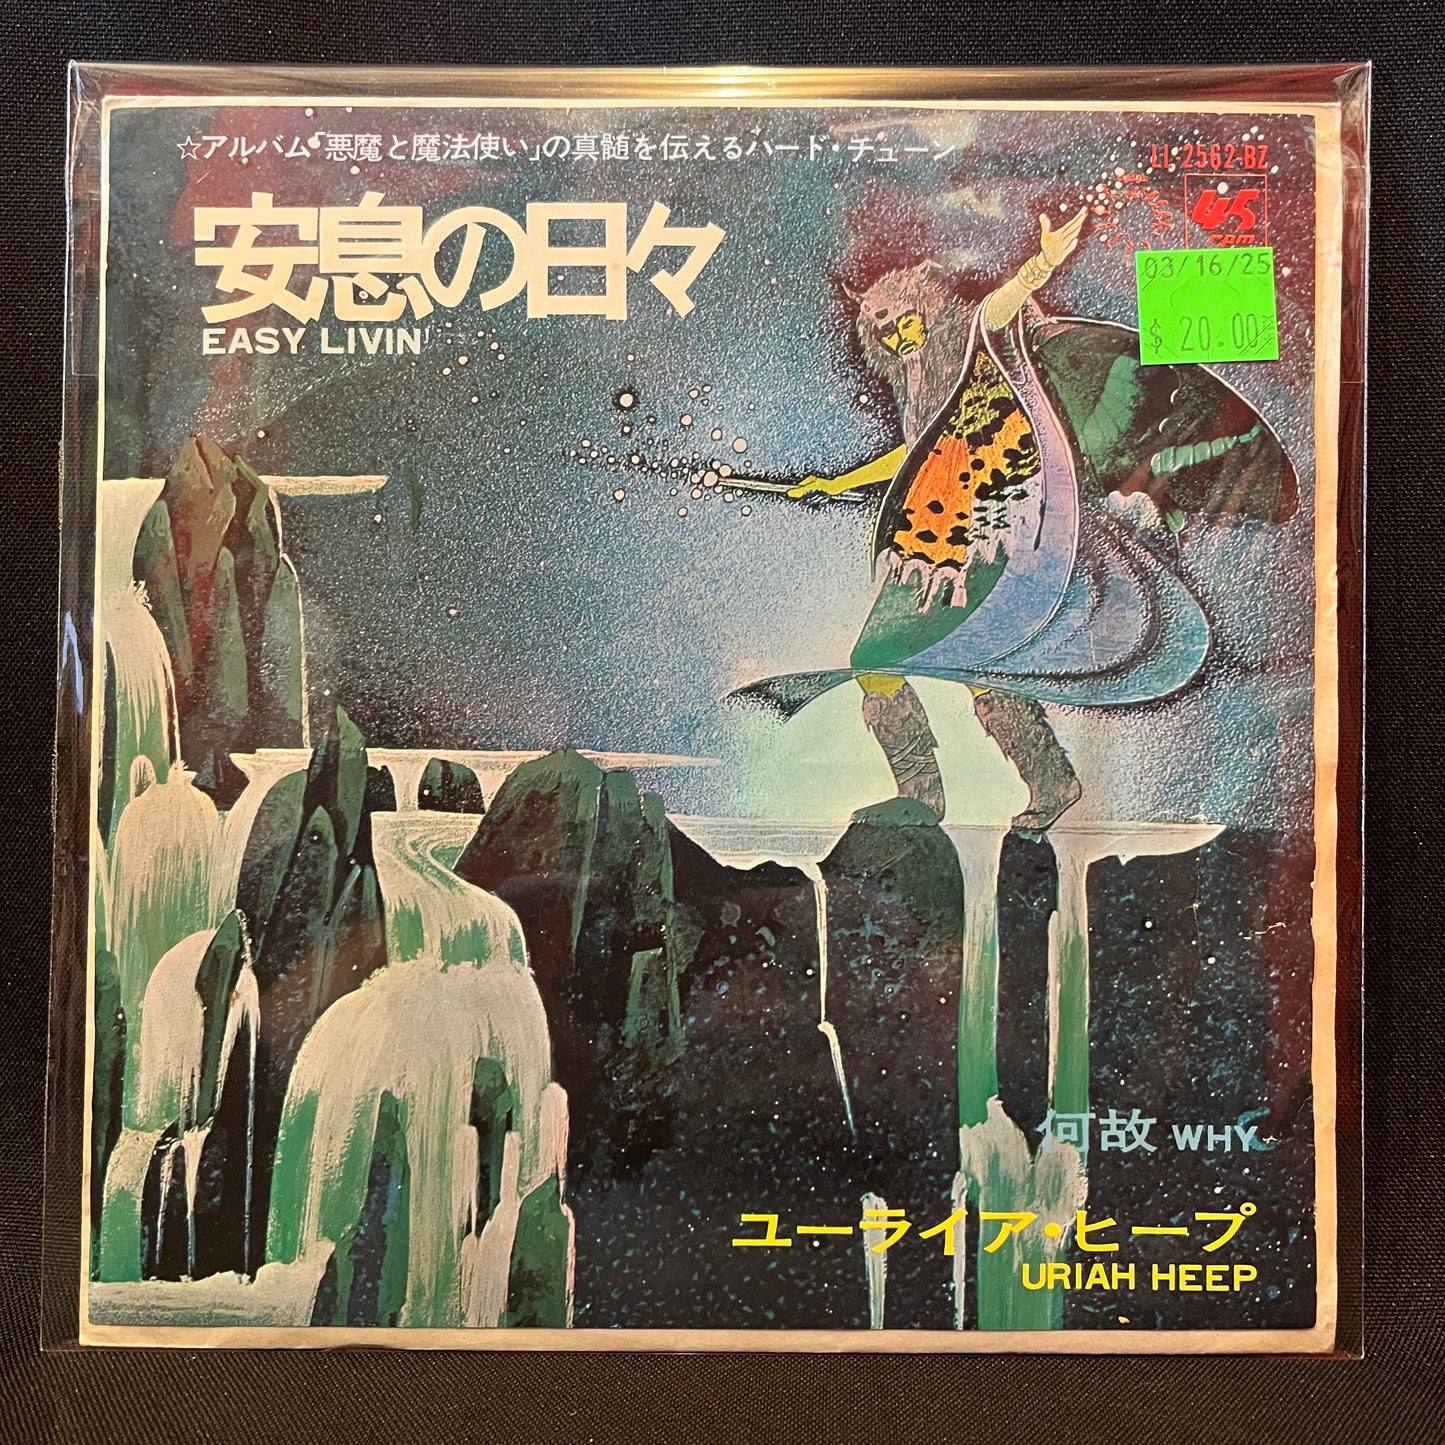 ☆アルバム「悪魔と魔法使い」の真髄を伝えるハード・チューン
LL-2562-BZ
安息の日々
45
rpm
EASY LIVIN'
03/16/25
$ 20.00
何故 WHY
ユーライア・ヒープ
URIAH HEEP